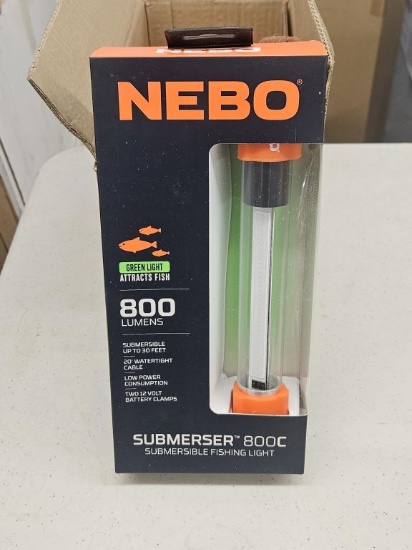 NEBO®
GREEN LIGHT
ATTRACTS FISH
800
LUMENS
SUBMERSIBLE
UP TO 30 FEET
20' WATERTIGHT
CABLE
LOW POWER
CONSUMPTION
TWO 12 VOLT
BATTERY CLAMPS
SUBMERSER™ 800C
SUBMERSIBLE FISHING LIGHT